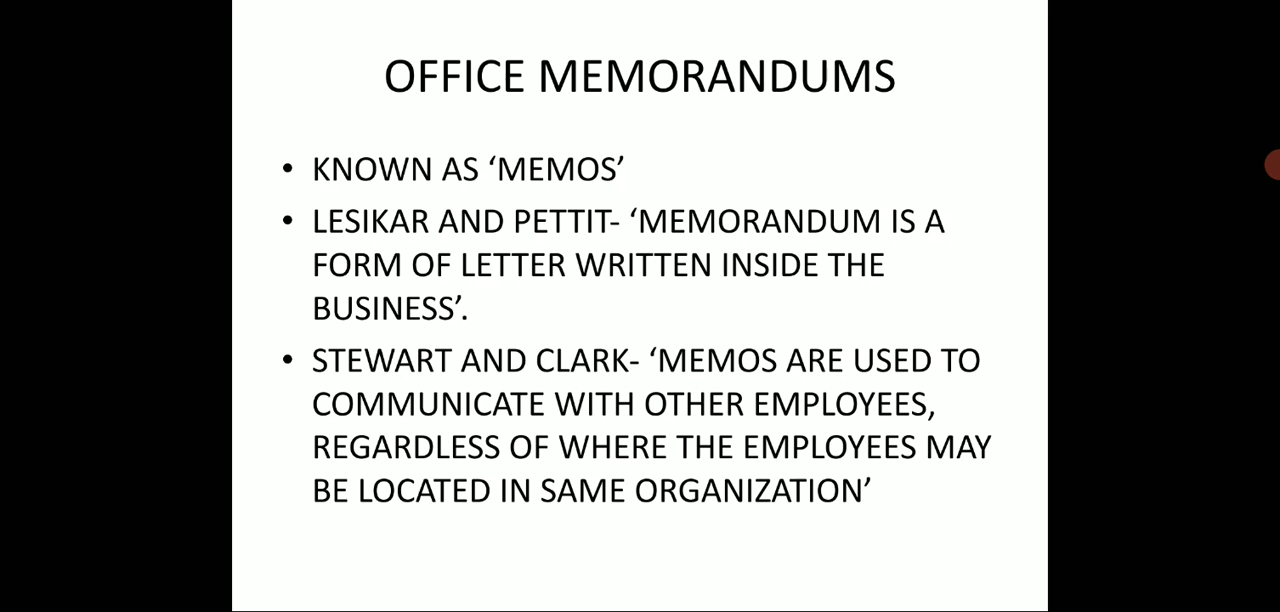 OFFICE MEMORANDUMS
• KNOWN AS ‘MEMOS’
• LESIKAR AND PETTIT- ‘MEMORANDUM IS A
FORM OF LETTER WRITTEN INSIDE THE
BUSINESS’.
• STEWART AND CLARK- ‘MEMOS ARE USED TO
COMMUNICATE WITH OTHER EMPLOYEES,
REGARDLESS OF WHERE THE EMPLOYEES MAY
BE LOCATED IN SAME ORGANIZATION’